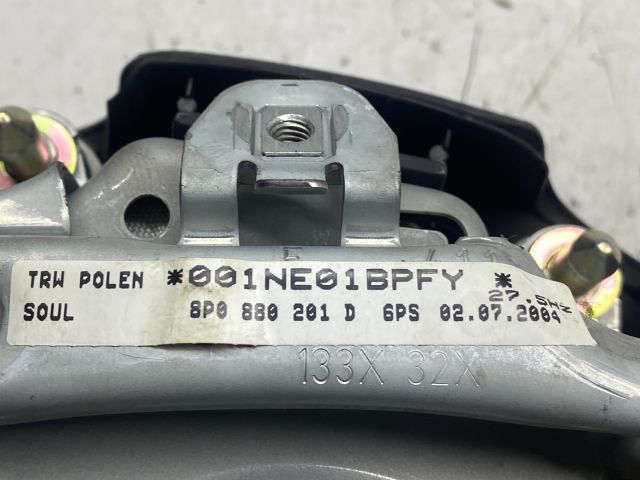 TRW POLEN *001NE01BPFY *
27.5Hz
SOUL 8P0 880 201 D 6PS 02.07.2004
133X 32X